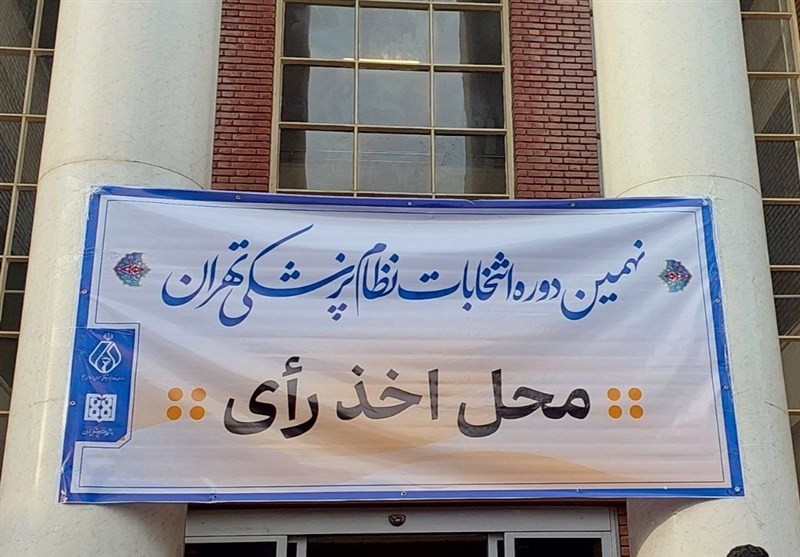 نهمین دوره انتخابات نظام پزشکی تهران
محل اخذ رأی